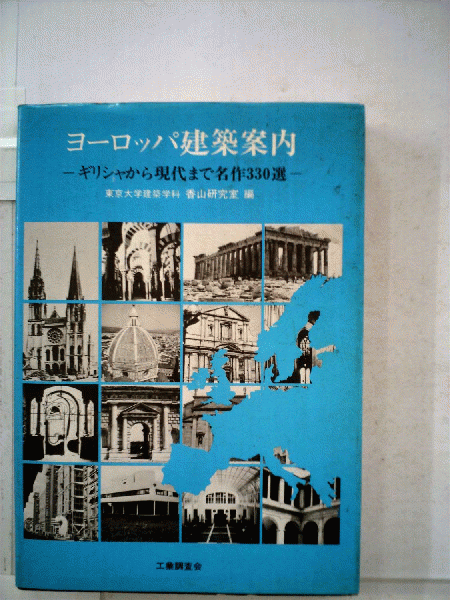 ヨーロッパ建築案内
―ギリシャから現代まで名作330選―
東京大学建築学科 香山研究室 編
工業調査会